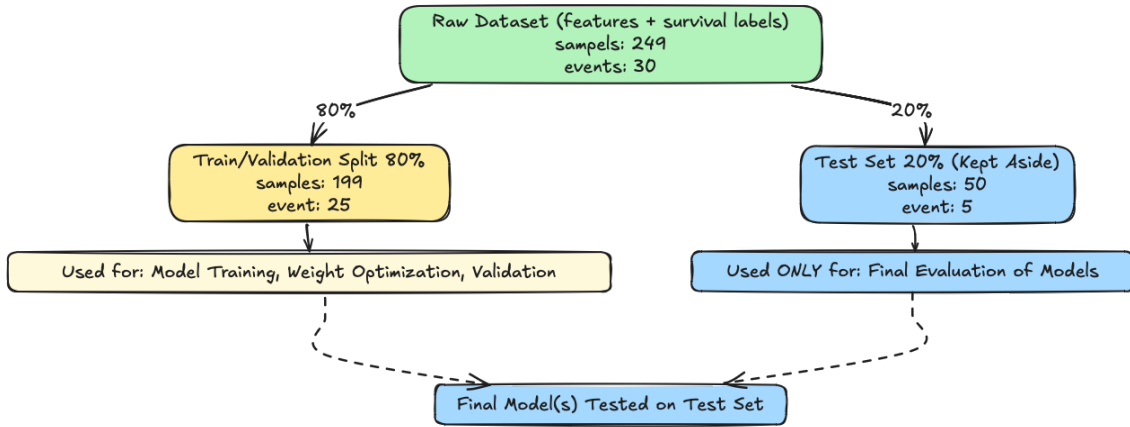 Raw Dataset (features + survival labels)
sampels: 249
events: 30
80%
20%
Train/Validation Split 80%
samples: 199
event: 25
Test Set 20% (Kept Aside)
samples: 50
event: 5
Used for: Model Training, Weight Optimization, Validation
Used ONLY for: Final Evaluation of Models
Final Model(s) Tested on Test Set